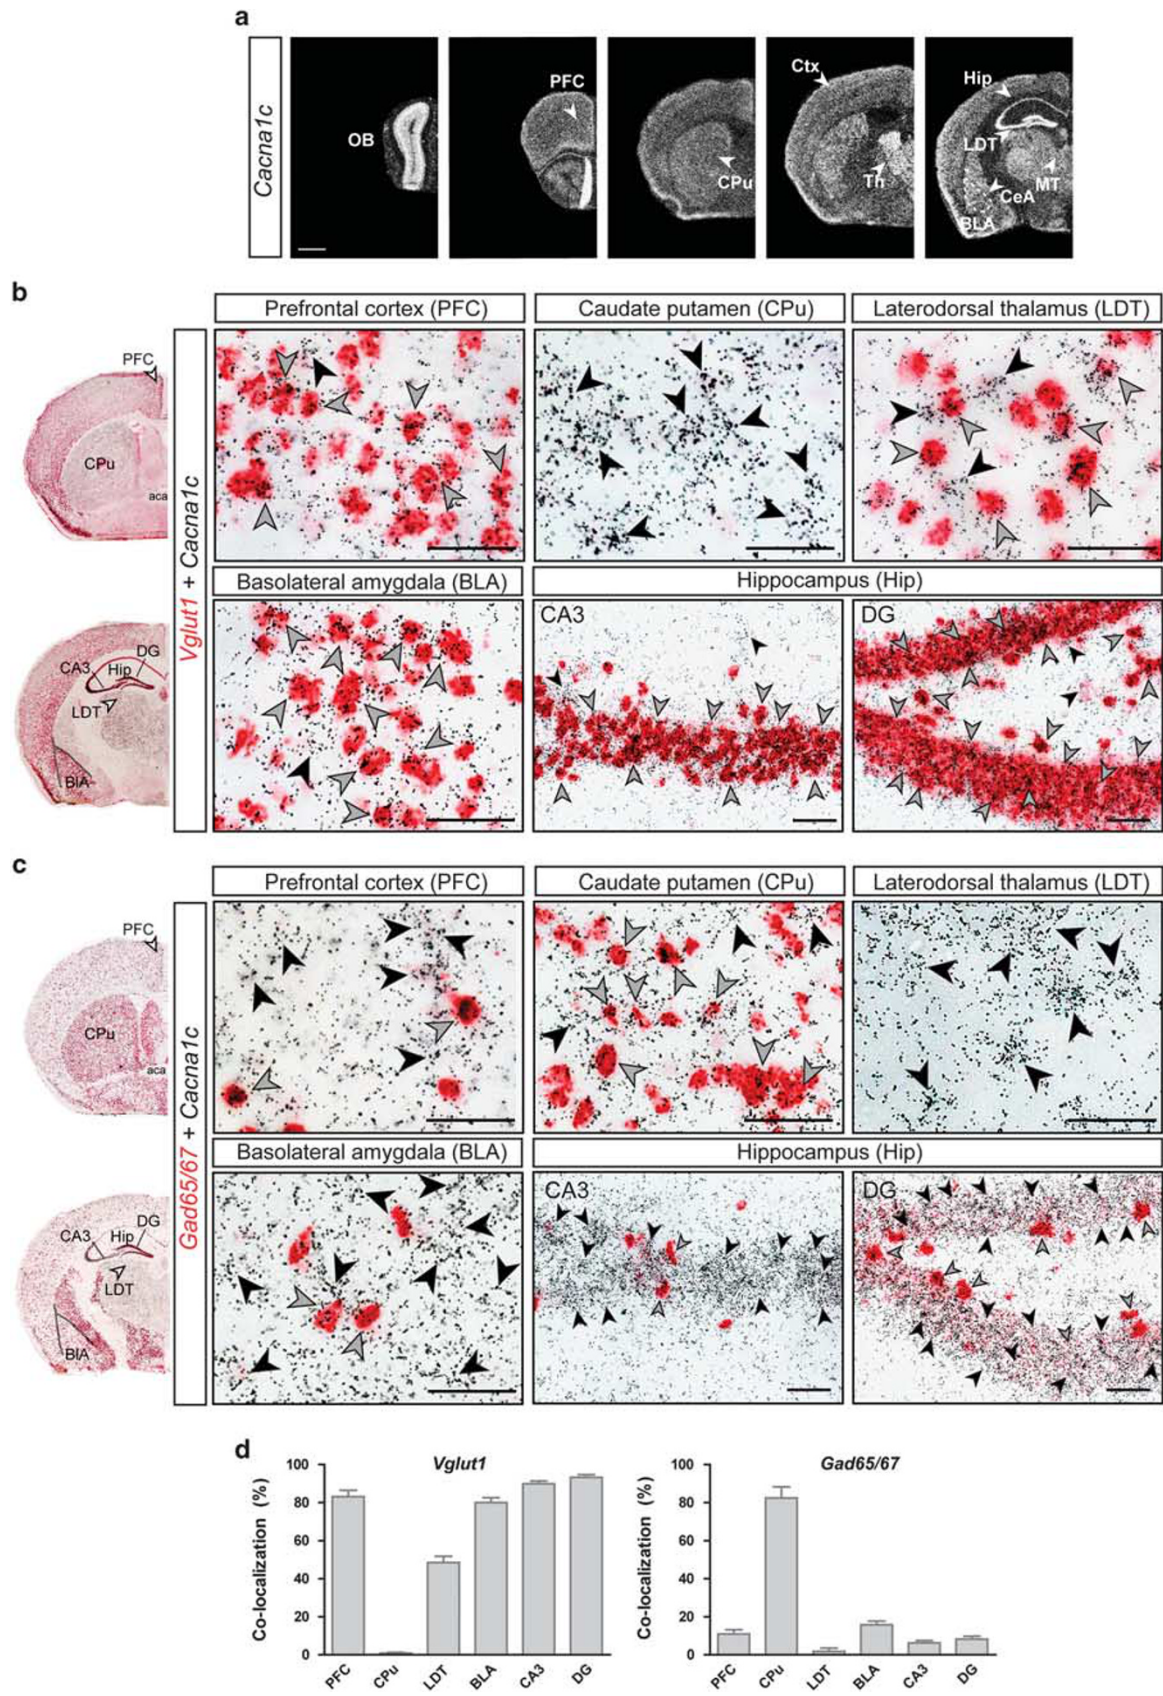 a
Cacna1c
OB
PFC
CPu
Ctx
Th
Hip
LDT
MT
CeA
BLA
b
Prefrontal cortex (PFC)
Caudate putamen (CPu)
Laterodorsal thalamus (LDT)
PFC
CPu
aca
Vglut1 + Cacna1c
Basolateral amygdala (BLA)
Hippocampus (Hip)
CA3
DG
DG
CA3
Hip
LDT
BlA
c
Prefrontal cortex (PFC)
Caudate putamen (CPu)
Laterodorsal thalamus (LDT)
PFC
CPu
aca
Gad65/67 + Cacna1c
Basolateral amygdala (BLA)
Hippocampus (Hip)
CA3
DG
DG
CA3
Hip
LDT
BlA
d
Vglut1
Co-localization (%)
100
80
60
40
20
0
PFC
CPu
LDT
BLA
CA3
DG
Gad65/67
Co-localization (%)
100
80
60
40
20
0
PFC
CPu
LDT
BLA
CA3
DG